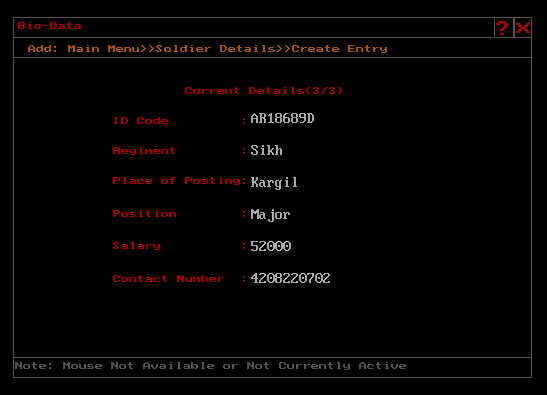 Bio-Data ? X
Add: Main Menu>>Soldier Details>>Create Entry
Current Details(3/3)
ID Code :AR18689D
Regiment :Sikh
Place of Posting:Kargil
Position :Major
Salary :52000
Contact Number :4208220702
Note: Mouse Not Available or Not Currently Active